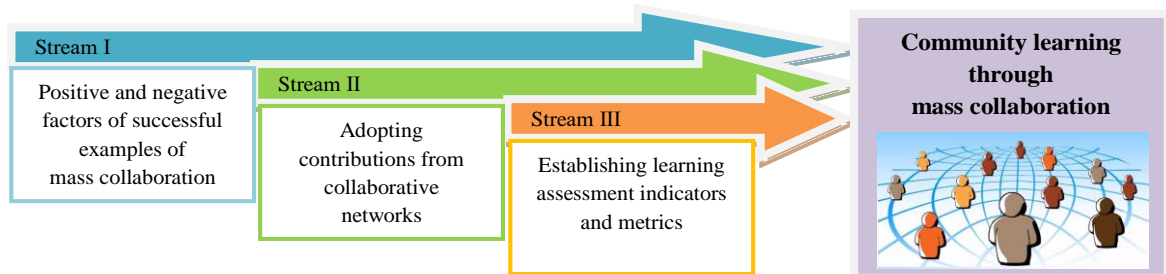 Stream I
Positive and negative
factors of successful
examples of
mass collaboration
Stream II
Adopting
contributions from
collaborative
networks
Stream III
Establishing learning
assessment indicators
and metrics
Community learning
through
mass collaboration